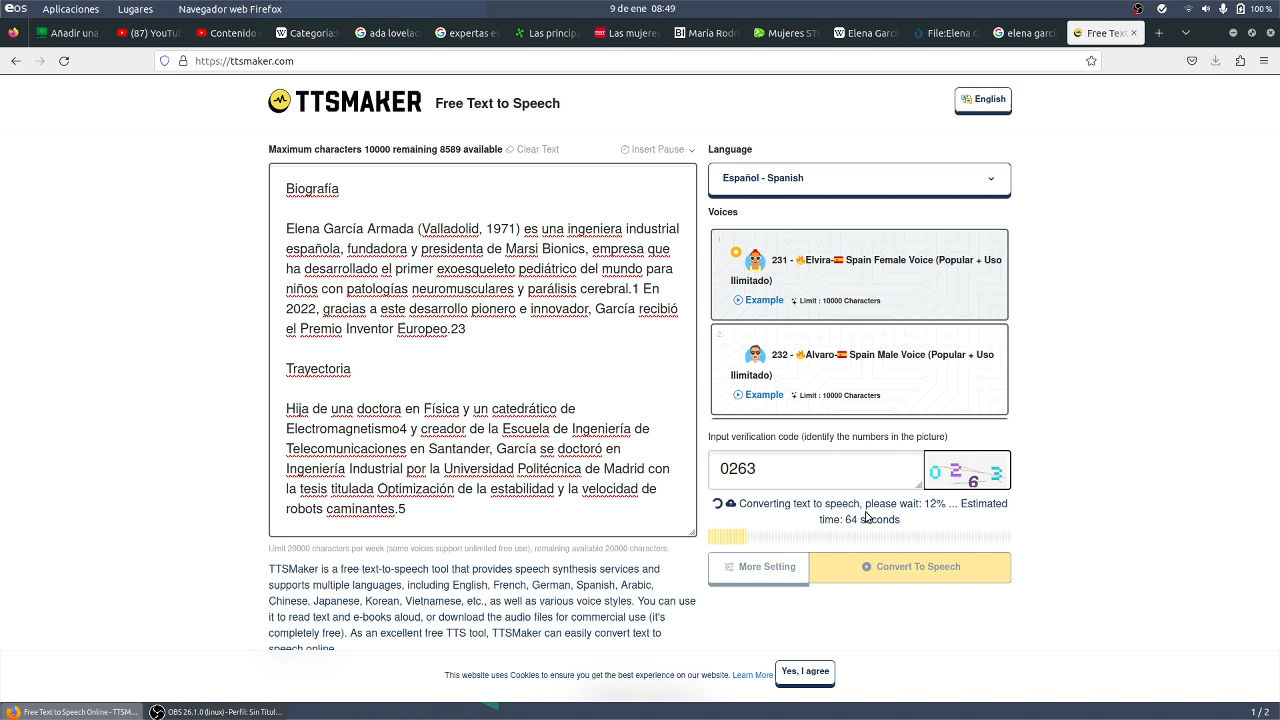 eOS Aplicaciones Lugares Navegador web Firefox 9 de ene 08:49 100 %
Añadir una (87) YouTu Contenido Categoría ada lovela expertas e Las principa Las mujeres María Rodr Mujeres STE Elena Garcí File:Elena G elena garcí Free Text
https://ttsmaker.com
TTSMAKER Free Text to Speech English
Maximum characters 10000 remaining 8589 available Clear Text Insert Pause
Biografía
Elena García Armada (Valladolid, 1971) es una ingeniera industrial
española, fundadora y presidenta de Marsi Bionics, empresa que
ha desarrollado el primer exoesqueleto pediátrico del mundo para
niños con patologías neuromusculares y parálisis cerebral.1 En
2022, gracias a este desarrollo pionero e innovador, García recibió
el Premio Inventor Europeo.23
Trayectoria
Hija de una doctora en Física y un catedrático de
Electromagnetismo4 y creador de la Escuela de Ingeniería de
Telecomunicaciones en Santander, García se doctoró en
Ingeniería Industrial por la Universidad Politécnica de Madrid con
la tesis titulada Optimización de la estabilidad y la velocidad de
robots caminantes.5
Limit 20000 characters per week (some voices support unlimited free use), remaining available 20000 characters.
TTSMaker is a free text-to-speech tool that provides speech synthesis services and
supports multiple languages, including English, French, German, Spanish, Arabic,
Chinese, Japanese, Korean, Vietnamese, etc., as well as various voice styles. You can use
it to read text and e-books aloud, or download the audio files for commercial use (it's
completely free). As an excellent free TTS tool, TTSMaker can easily convert text to
speech online.
Language
Español - Spanish
Voices
1
231 - Elvira- Spain Female Voice (Popular + Uso
Ilimitado)
Example Limit : 10000 Characters
2
232 - Alvaro- Spain Male Voice (Popular + Uso
Ilimitado)
Example Limit : 10000 Characters
Input verification code (identify the numbers in the picture)
0263 0263
Converting text to speech, please wait: 12% ... Estimated
time: 64 seconds
More Setting Convert To Speech
This website uses Cookies to ensure you get the best experience on our website. Learn More Yes, I agree
Free Text to Speech Online - TTSM... OBS 26.1.0 (linux) - Perfil: Sin Titul... 1 / 2